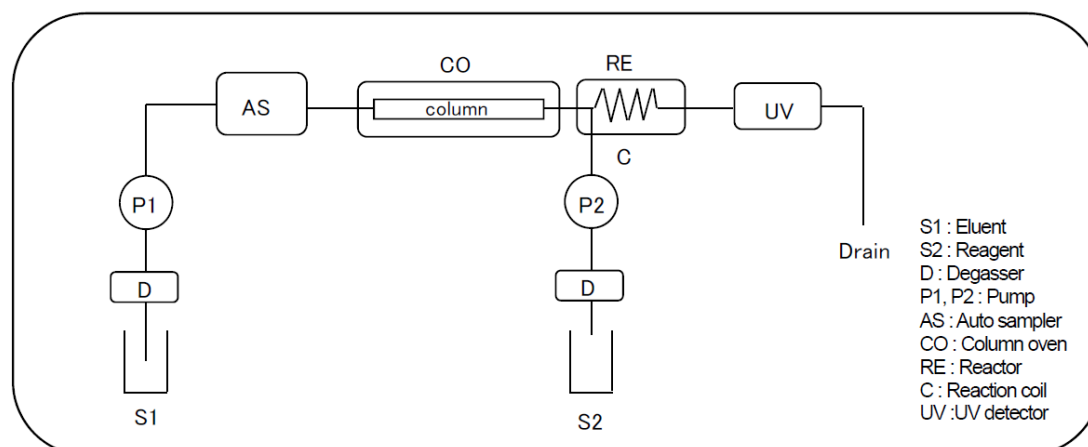 CO
RE
AS
column
UV
C
P1
P2
Drain
D
D
S1
S2
S1 : Eluent
S2 : Reagent
D : Degasser
P1, P2 : Pump
AS : Auto sampler
CO : Column oven
RE : Reactor
C : Reaction coil
UV :UV detector